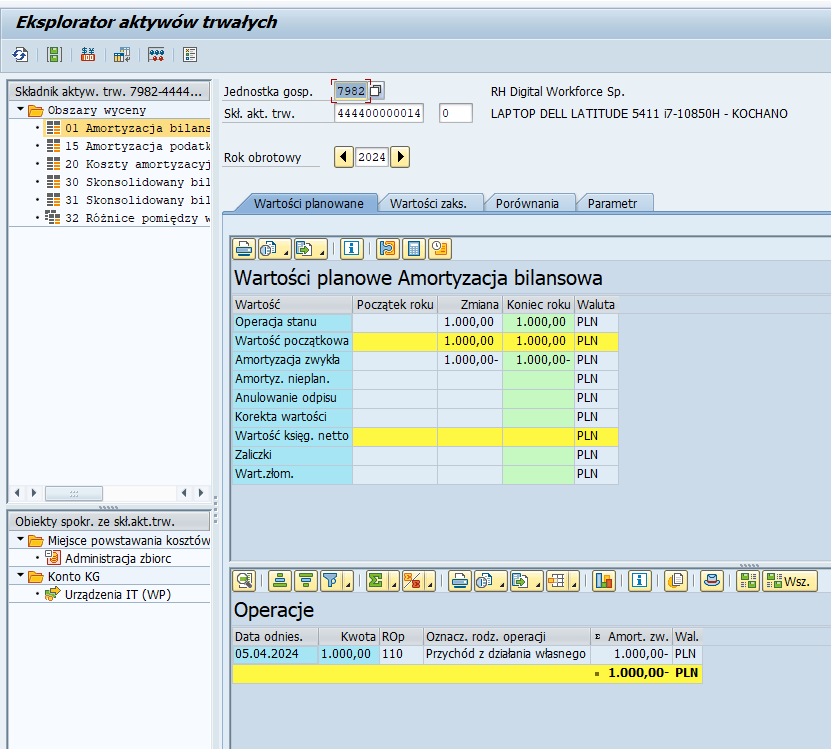 Eksplorator aktywów trwałych
Składnik aktyw. trw. 7982-4444...
Obszary wyceny
01 Amortyzacja bilans
15 Amortyzacja podatk
20 Koszty amortyzacyj
30 Skonsolidowany bil
31 Skonsolidowany bil
32 Różnice pomiędzy w
Obiekty spokr. ze skł.akt.trw.
Miejsce powstawania kosztów
Administracja zbiorc
Konto KG
Urządzenia IT (WP)
Jednostka gosp. 7982 RH Digital Workforce Sp.
Skł. akt. trw. 444400000014 0 LAPTOP DELL LATITUDE 5411 i7-10850H - KOCHANO
Rok obrotowy 2024
Wartości planowane Wartości zaks. Porównania Parametr
Wartości planowe Amortyzacja bilansowa
Wartość Początek roku Zmiana Koniec roku Waluta
Operacja stanu 1.000,00 1.000,00 PLN
Wartość początkowa 1.000,00 1.000,00 PLN
Amortyzacja zwykła 1.000,00- 1.000,00- PLN
Amortyz. nieplan. PLN
Anulowanie odpisu PLN
Korekta wartości PLN
Wartość księg. netto PLN
Zaliczki PLN
Wart.złom. PLN
Wsz.
Operacje
Data odnies. Kwota ROp Oznacz. rodz. operacji Σ Amort. zw. Wal.
05.04.2024 1.000,00 110 Przychód z działania własnego 1.000,00- PLN
1.000,00- PLN